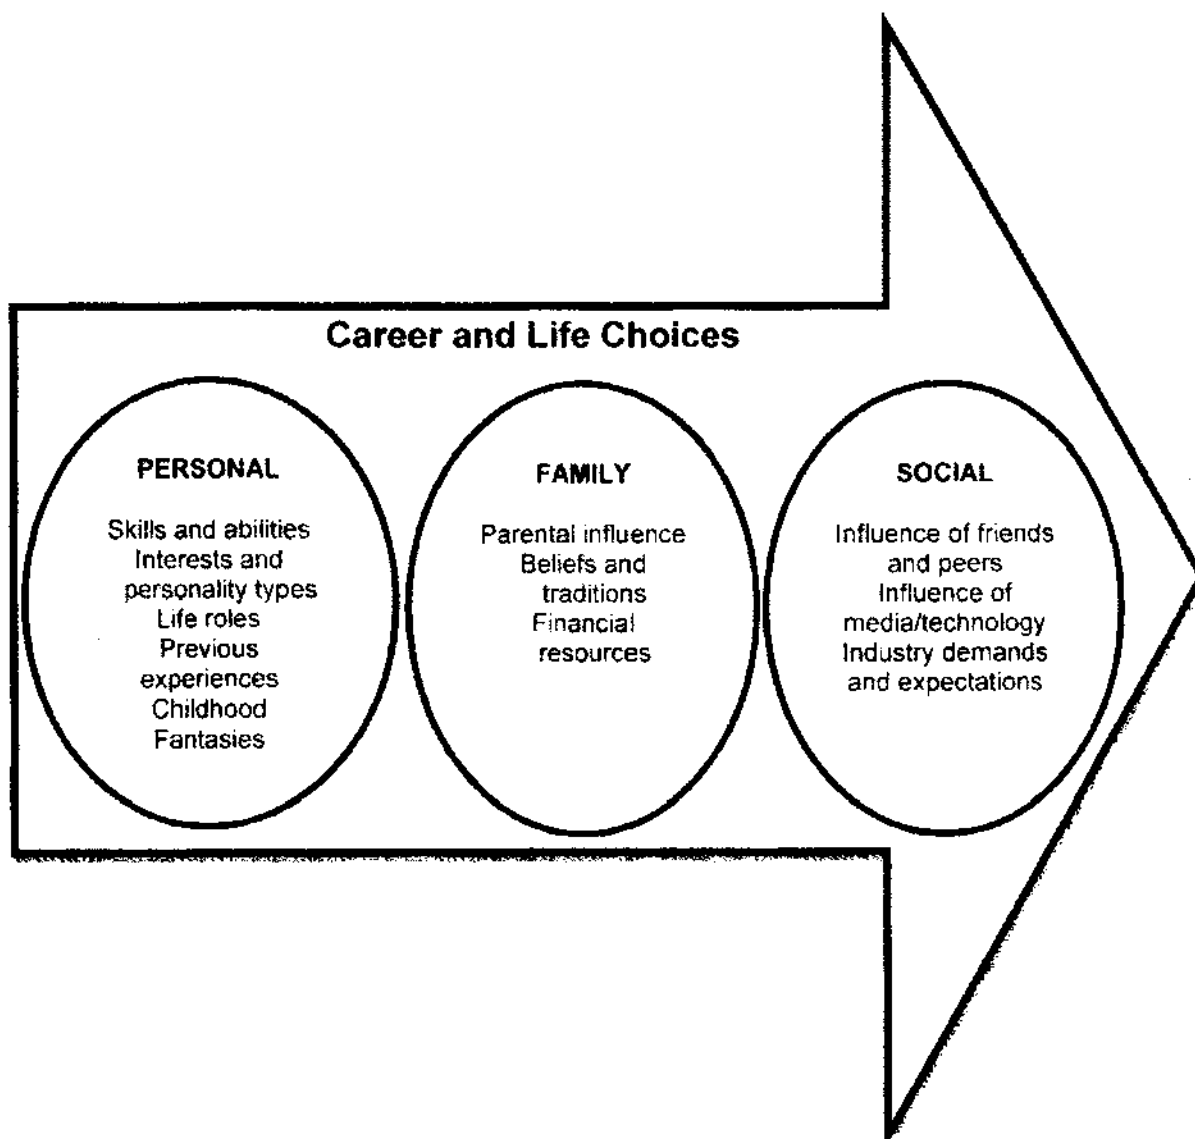 Career and Life Choices
PERSONAL
Skills and abilities
Interests and
personality types
Life roles
Previous
experiences
Childhood
Fantasies
FAMILY
Parental influence
Beliefs and
traditions
Financial
resources
SOCIAL
Influence of friends
and peers
Influence of
media/technology
Industry demands
and expectations